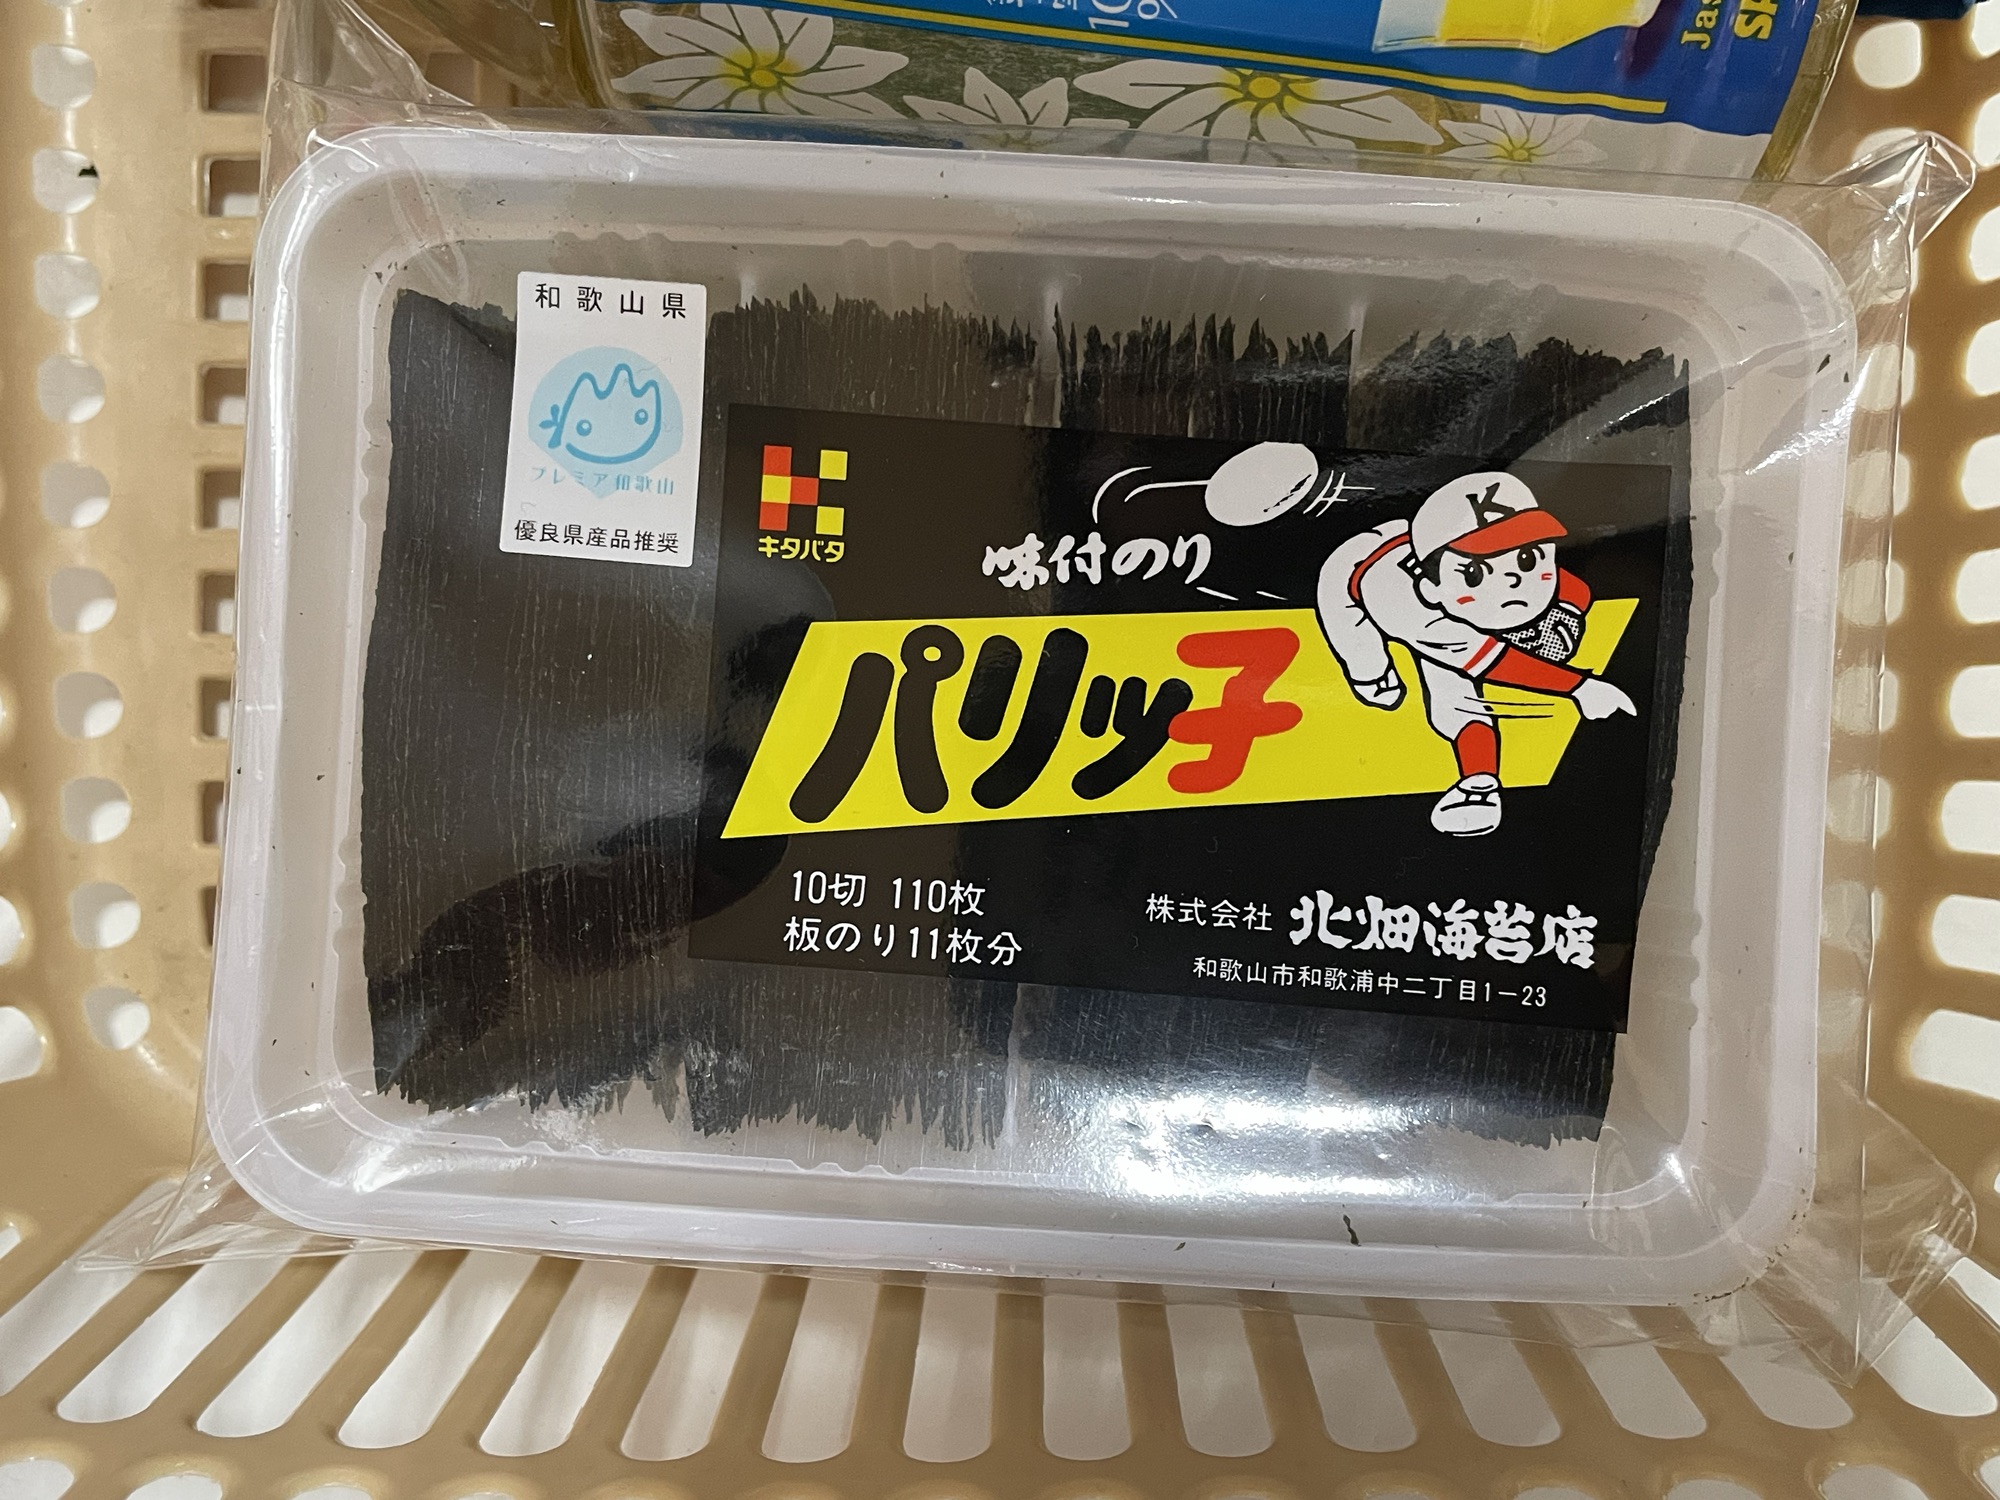 10%
Jas
和歌山県
プレミア和歌山
優良県産品推奨
キタバタ
K
味付のり
パリッ子
10切 110枚
板のり11枚分
株式会社 北畑海苔店
和歌山市和歌浦中二丁目1－23